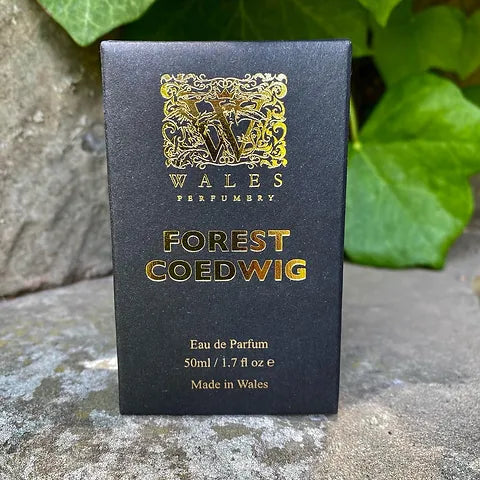 WALES
PERFUMERY
FOREST
COEDWIG
Eau de Parfum
50ml / 1.7 fl oz ℮
Made in Wales